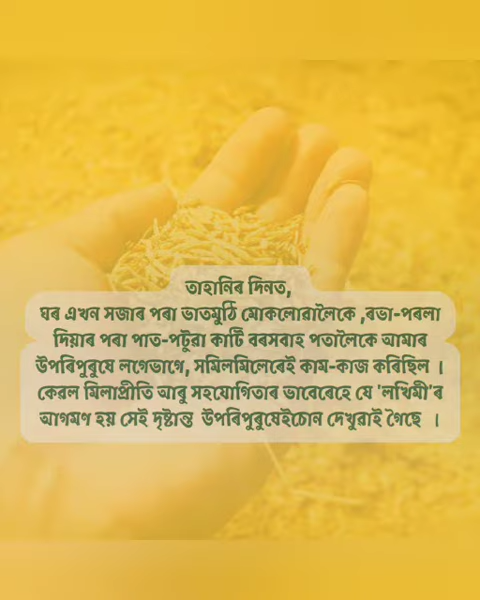 তাহানিৰ দিনত,
ঘৰ এখন সজাৰ পৰা ভাতমুঠি মোকলোৱালৈকে ,ৰভা-পৰলা
দিয়াৰ পৰা পাত-পটুৱা কাটি বৰসবাহ পতালৈকে আমাৰ
উপৰিপুৰুষে লগেভাগে, সমিলমিলেৰেই কাম-কাজ কৰিছিল ।
কেৱল মিলাপ্ৰীতি আৰু সহযোগিতাৰ ভাবেৰেহে যে 'লখিমী'ৰ
আগমণ হয় সেই দৃষ্টান্ত উপৰিপুৰুষেইচোন দেখুৱাই গৈছে ।